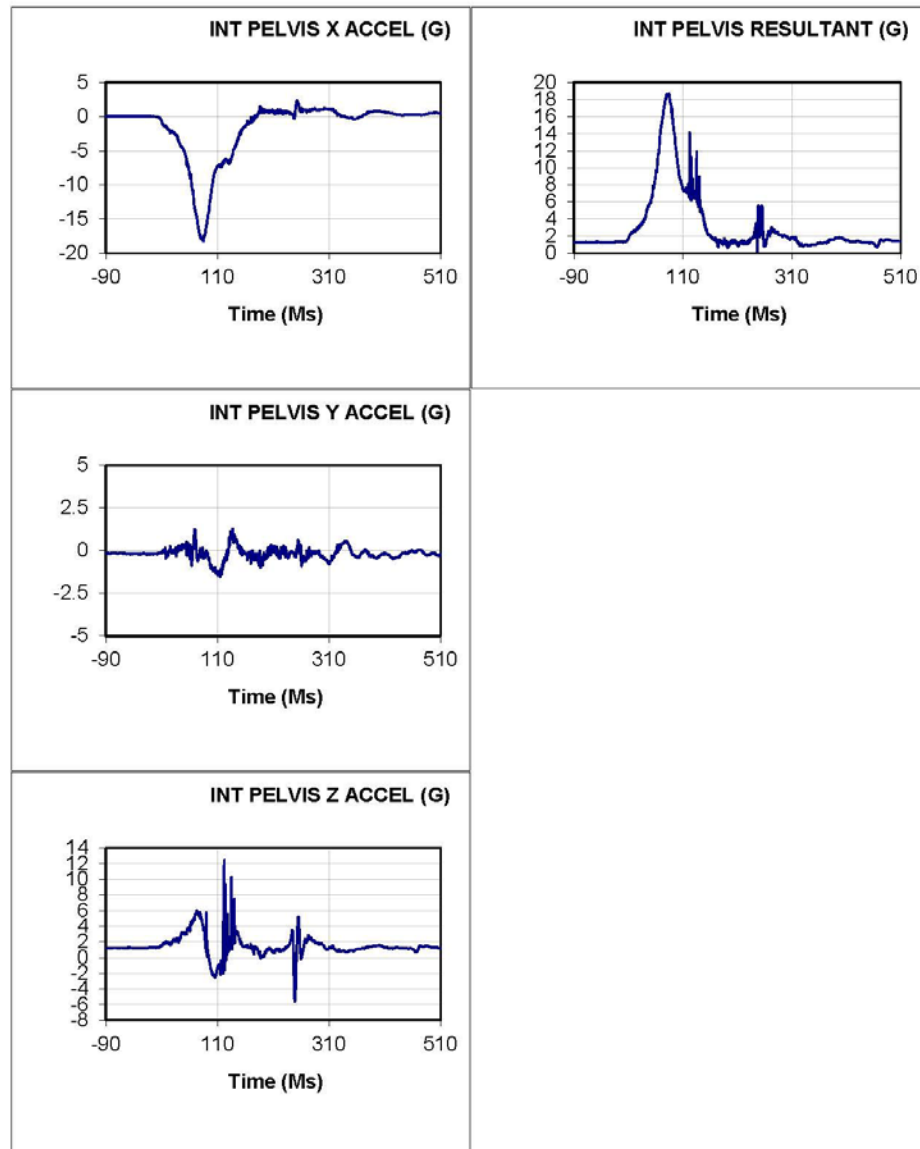 INT PELVIS X ACCEL (G)
5
0
-5
-10
-15
-20
-90 110 310 510
Time (Ms)
INT PELVIS RESULTANT (G)
20
18
16
14
12
10
8
6
4
2
0
-90 110 310 510
Time (Ms)
INT PELVIS Y ACCEL (G)
5
2.5
0
-2.5
-5
-90 110 310 510
Time (Ms)
INT PELVIS Z ACCEL (G)
14
12
10
8
6
4
2
0
-2
-4
-6
-8
-90 110 310 510
Time (Ms)